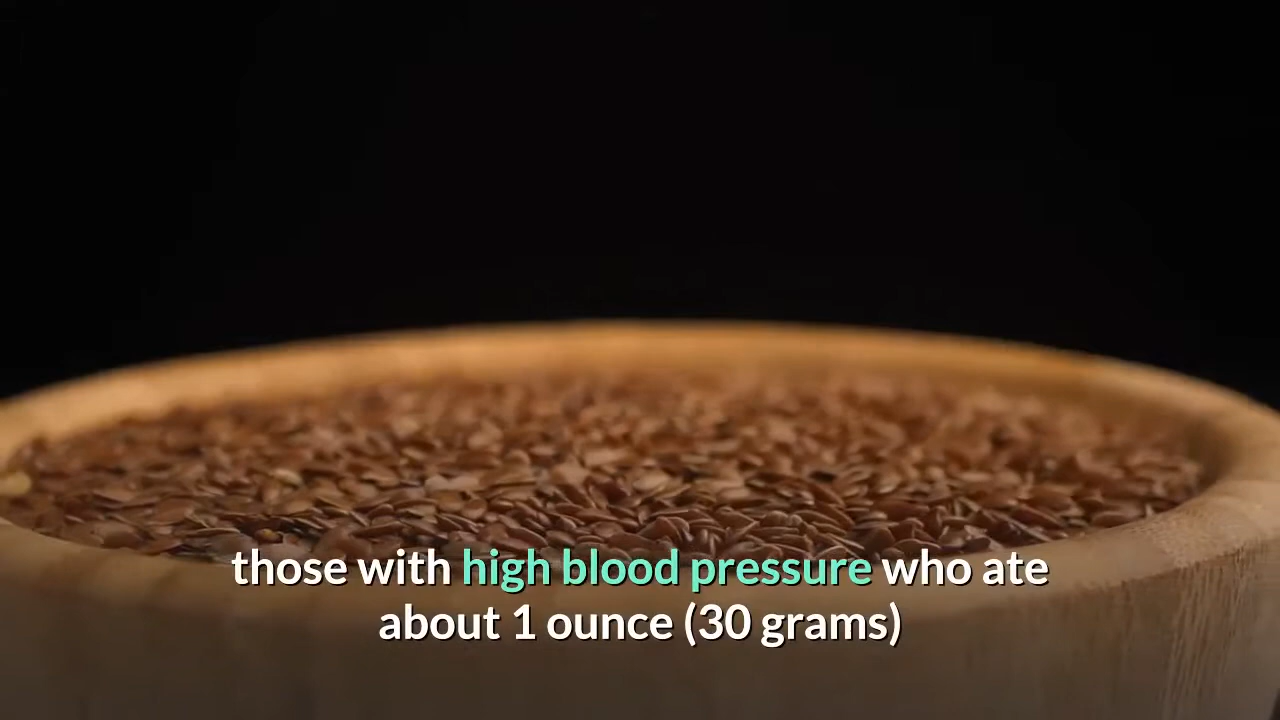 those with high blood pressure who ate
about 1 ounce (30 grams)